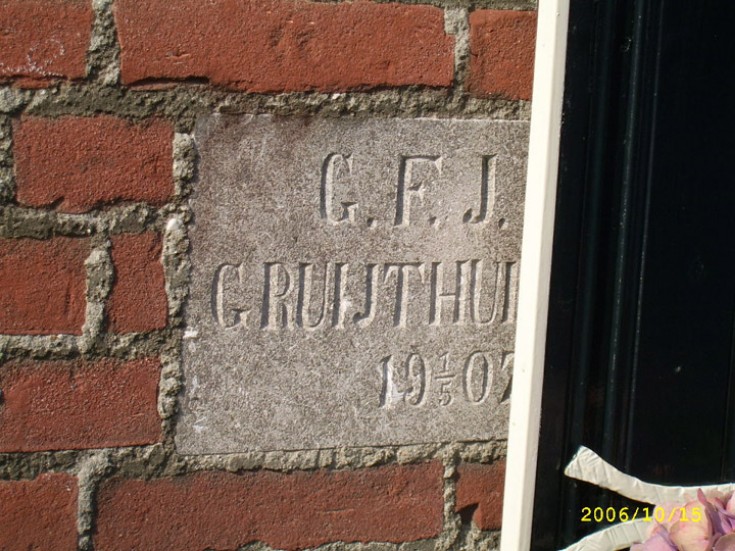 G. F. J.
GRUIJTHUI
19 1/5 07
2006/10/15